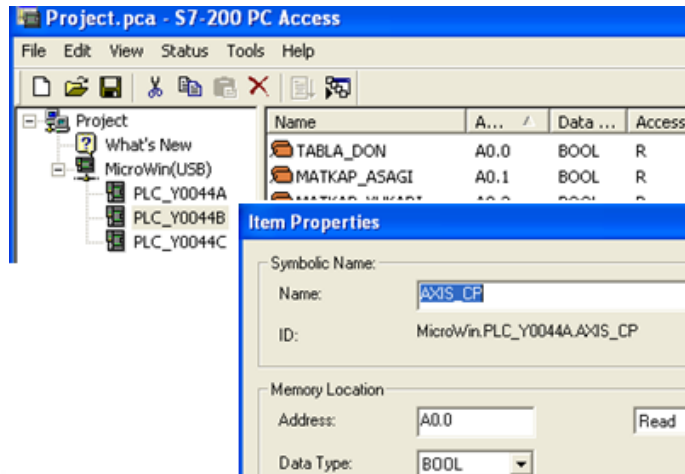 Project.pca - S7-200 PC Access
File Edit View Status Tools Help
Project
What's New
MicroWin(USB)
PLC_Y0044A
PLC_Y0044B
PLC_Y0044C
Name A... Data ... Access
TABLA_DON A0.0 BOOL R
MATKAP_ASAGI A0.1 BOOL R
Item Properties
Symbolic Name:
Name: AXIS_CP
ID: MicroWin.PLC_Y0044A.AXIS_CP
Memory Location
Address: A0.0 Read
Data Type: BOOL